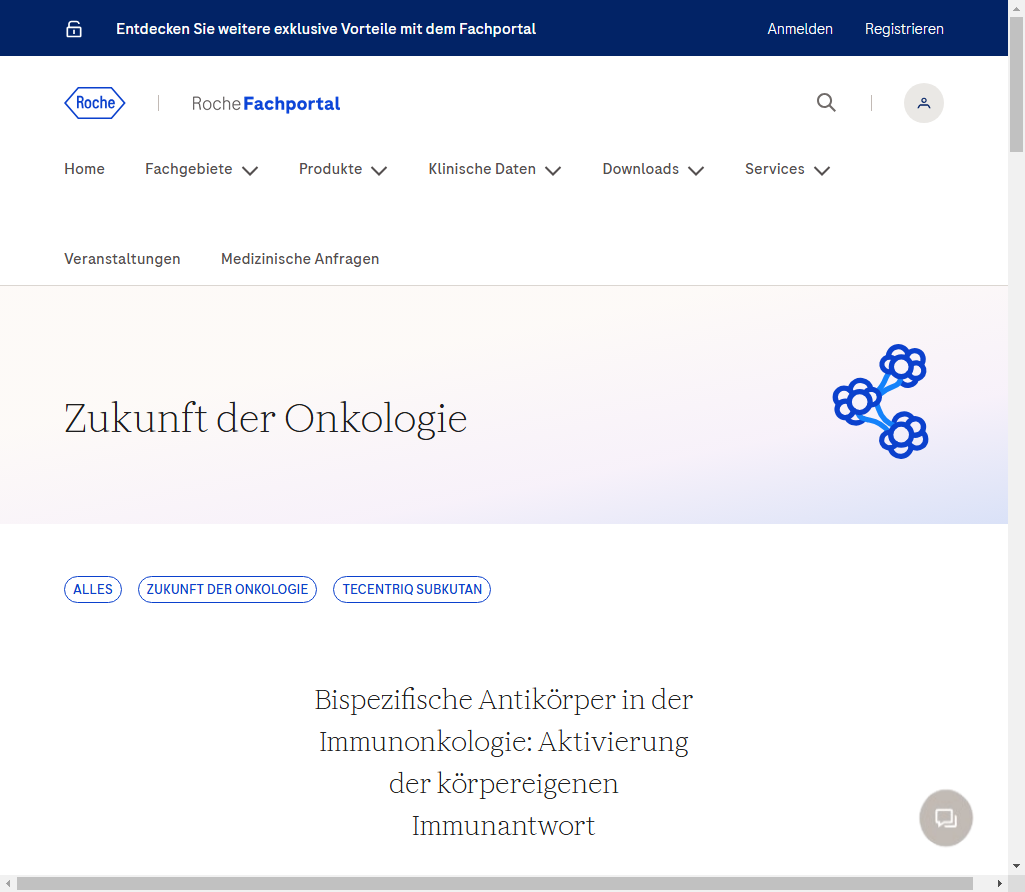 Entdecken Sie weitere exklusive Vorteile mit dem Fachportal
Anmelden
Registrieren
Roche
RocheFachportal
Home
Fachgebiete
Produkte
Klinische Daten
Downloads
Services
Veranstaltungen
Medizinische Anfragen
Zukunft der Onkologie
ALLES
ZUKUNFT DER ONKOLOGIE
TECENTRIQ SUBKUTAN
Bispezifische Antikörper in der
Immunonkologie: Aktivierung
der körpereigenen
Immunantwort